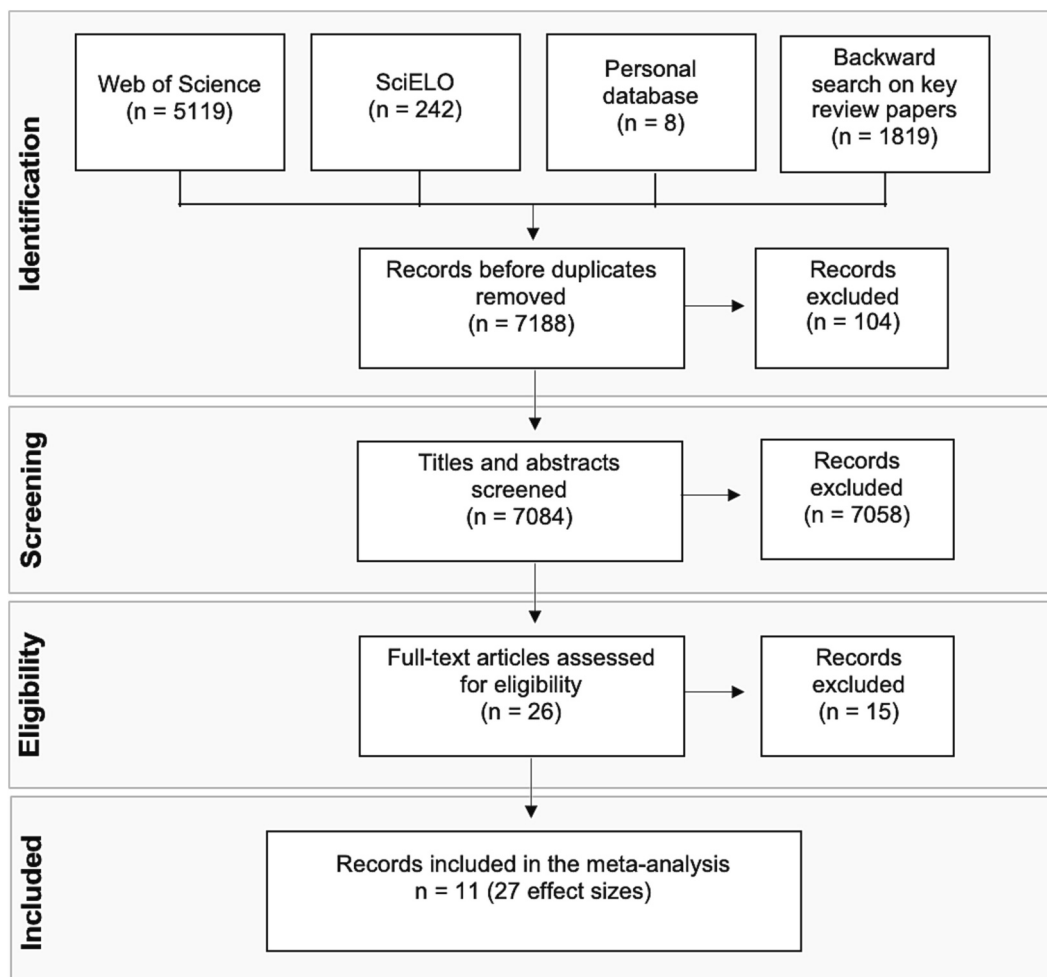 Identification
Web of Science
(n = 5119)
SciELO
(n = 242)
Personal
database
(n = 8)
Backward
search on key
review papers
(n = 1819)
Records before duplicates
removed
(n = 7188)
Records
excluded
(n = 104)
Screening
Titles and abstracts
screened
(n = 7084)
Records
excluded
(n = 7058)
Eligibility
Full-text articles assessed
for eligibility
(n = 26)
Records
excluded
(n = 15)
Included
Records included in the meta-analysis
n = 11 (27 effect sizes)